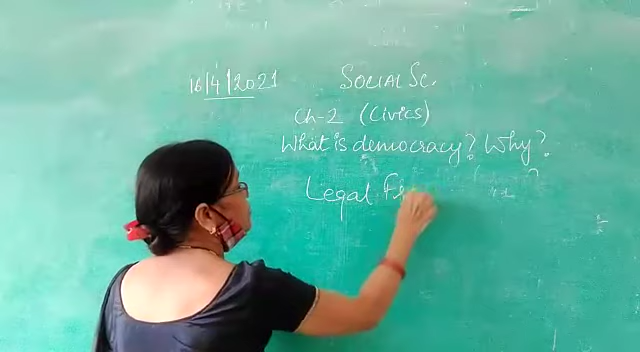 16/4/2021 SOCIAL Sc.
Ch-2 (Civics)
What is democracy? Why?
Legal